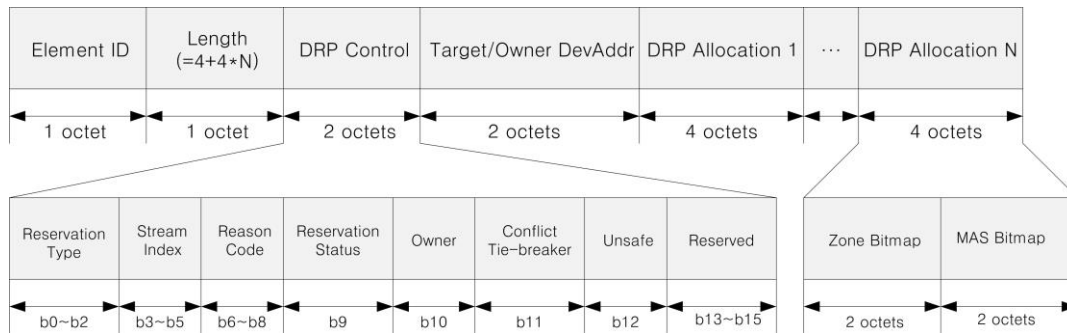 Element ID
Length
(=4+4*N)
DRP Control
Target/Owner DevAddr
DRP Allocation 1
...
DRP Allocation N
1 octet
1 octet
2 octets
2 octets
4 octets
4 octets
Reservation
Type
Stream
Index
Reason
Code
Reservation
Status
Owner
Conflict
Tie-breaker
Unsafe
Reserved
Zone Bitmap
MAS Bitmap
b0~b2
b3~b5
b6~b8
b9
b10
b11
b12
b13~b15
2 octets
2 octets